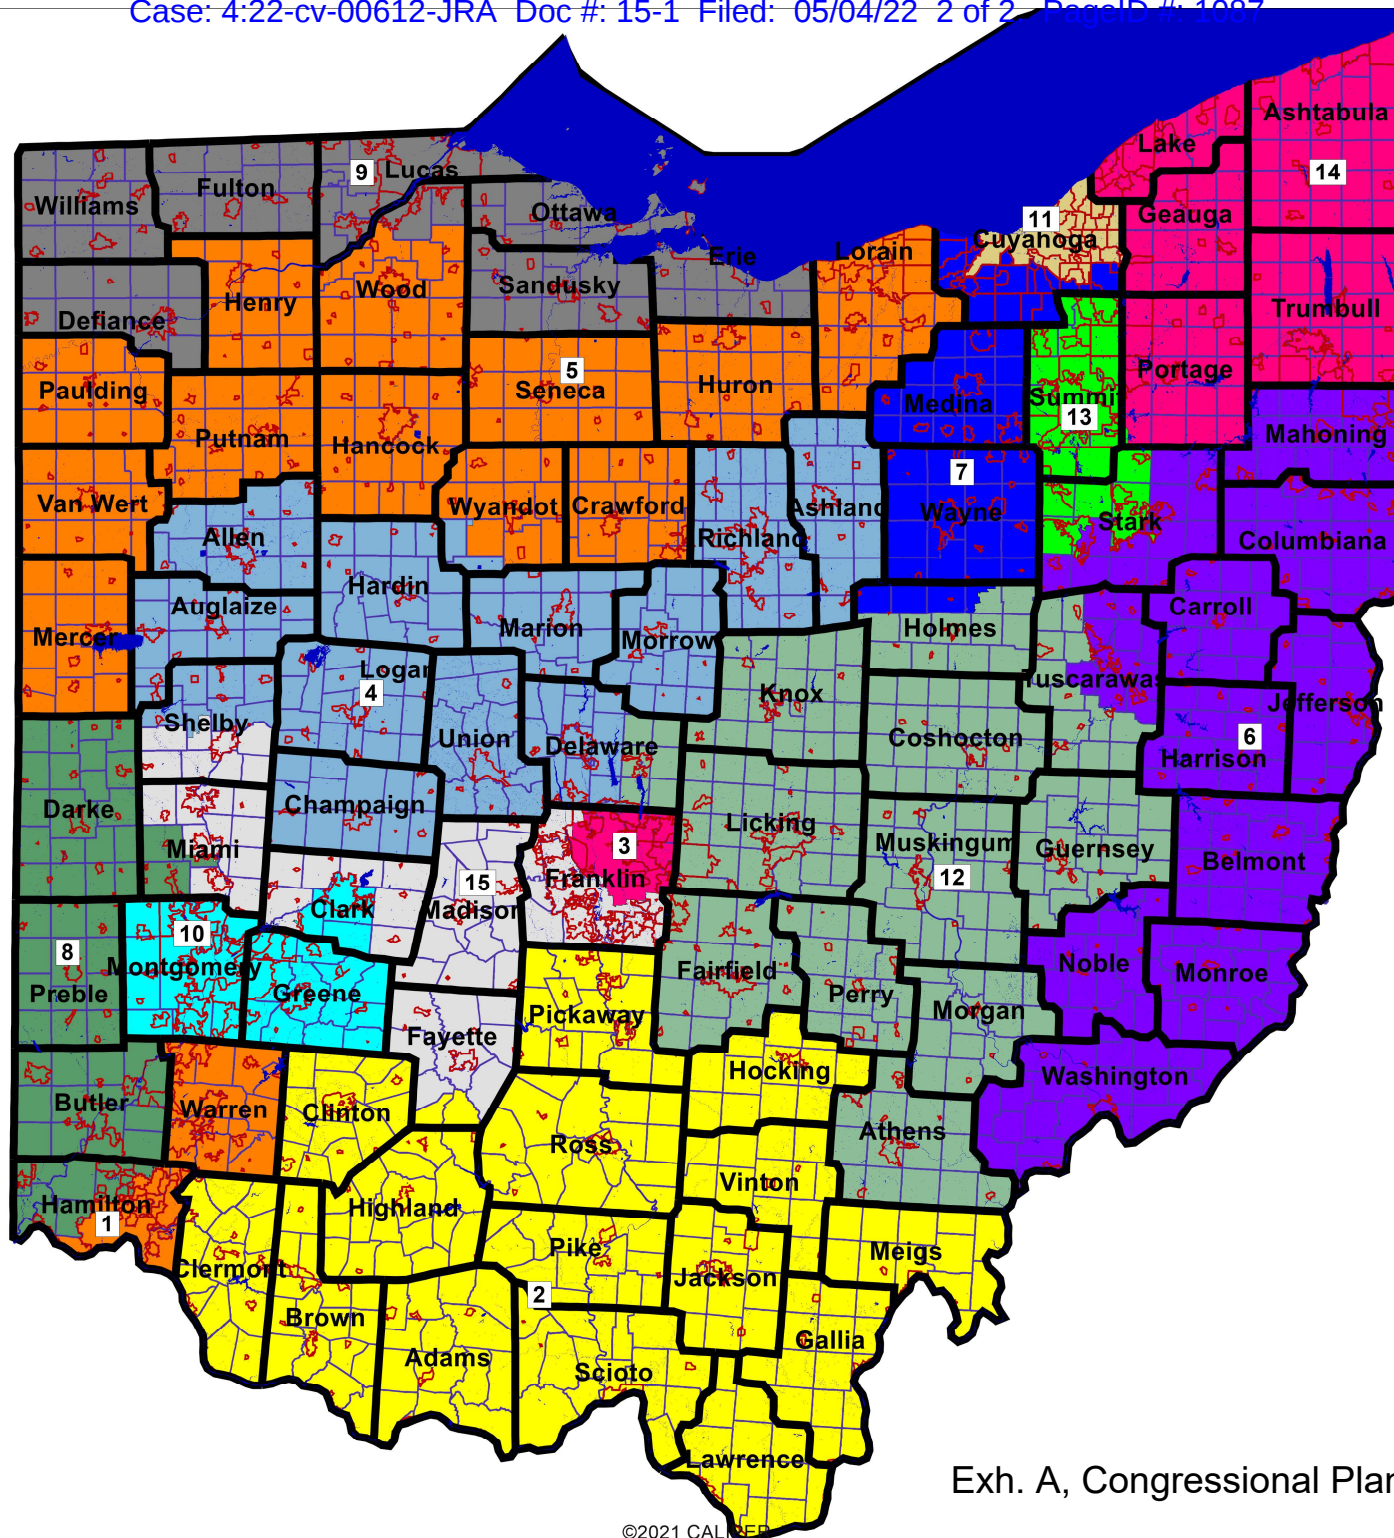 Case: 4:22-cv-00612-JRA Doc #: 15-1 Filed: 05/04/22 2 of 2. PageID #: 1087
Ashtabula
Lake
14
9 Lucas
Fulton
Williams
Ottawa
Geauga
11
Cuyahoga
Erie
Lorain
Sandusky
Wood
Henry
Trumbull
Defiance
5
Seneca
Portage
Huron
Paulding
Summit
13
Medina
Mahoning
Putnam
Hancock
7
Van Wert
Wyandot
Crawford
Ashland
Wayne
Stark
Allen
Richland
Columbiana
Hardin
Auglaize
Carroll
Marion
Holmes
Mercer
Morrow
Logan
4
Knox
Tuscarawas
Jefferson
Shelby
Union
Delaware
Coshocton
6
Harrison
Darke
Champaign
Licking
Miami
3
Muskingum
Guernsey
Belmont
Franklin
15
Madison
12
Clark
10
8
Montgomery
Preble
Greene
Fairfield
Noble
Monroe
Perry
Morgan
Pickaway
Fayette
Hocking
Washington
Butler
Warren
Clinton
Athens
Ross
Vinton
Hamilton
1
Highland
Pike
Meigs
Clermont
Jackson
2
Brown
Gallia
Adams
Scioto
Lawrence
Exh. A, Congressional Plan
©2021 CALIPER